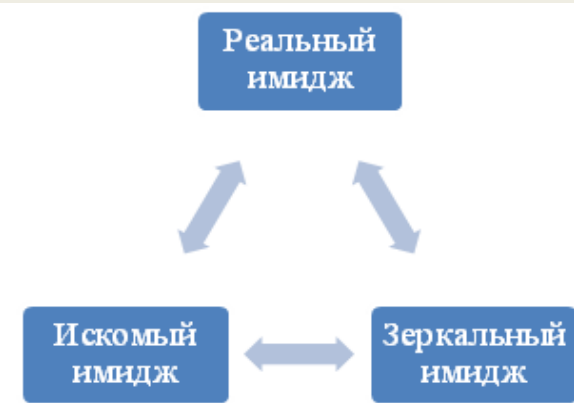 Реальный
имидж
Искомый
имидж
Зеркальный
имидж